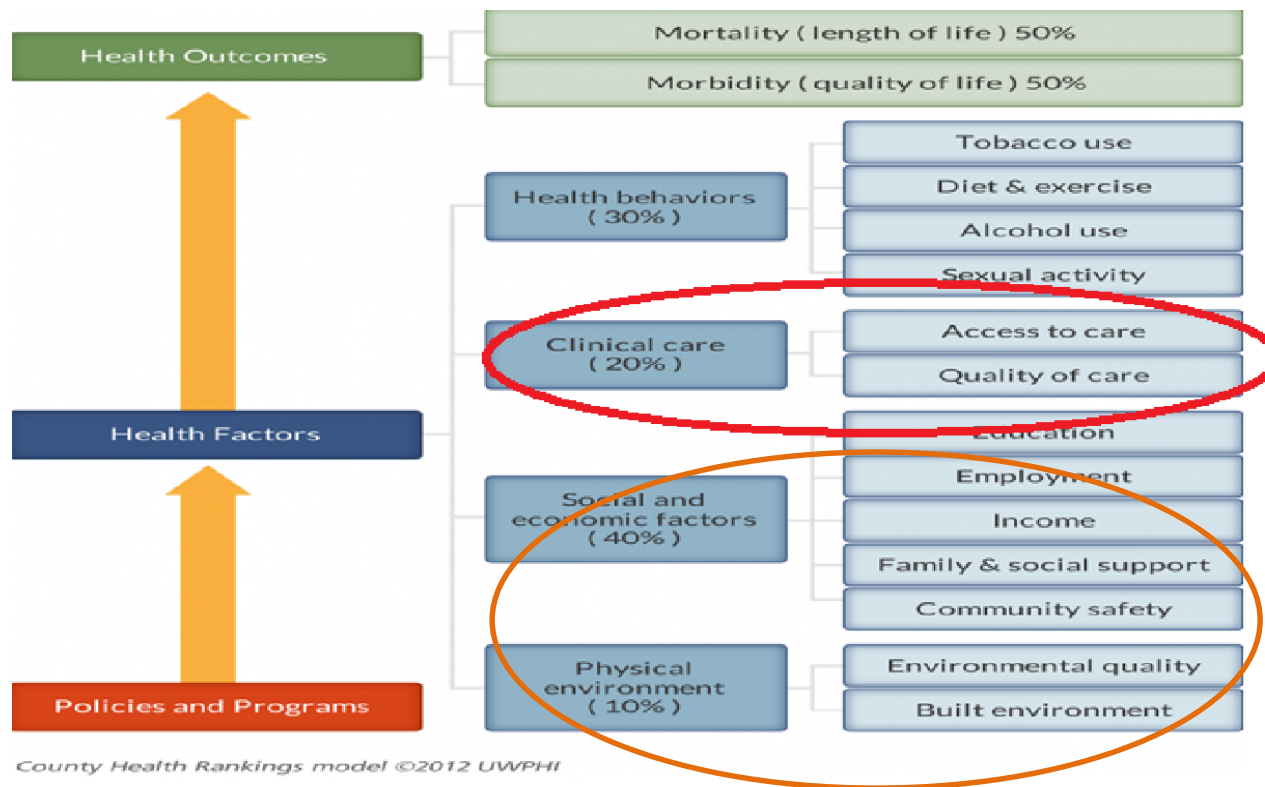 Health Outcomes
Mortality ( length of life ) 50%
Morbidity ( quality of life ) 50%
Health behaviors
( 30% )
Tobacco use
Diet & exercise
Alcohol use
Sexual activity
Clinical care
( 20% )
Access to care
Quality of care
Health Factors
Social and
economic factors
( 40% )
Education
Employment
Income
Family & social support
Community safety
Physical
environment
( 10% )
Environmental quality
Built environment
Policies and Programs
County Health Rankings model ©2012 UWPHI